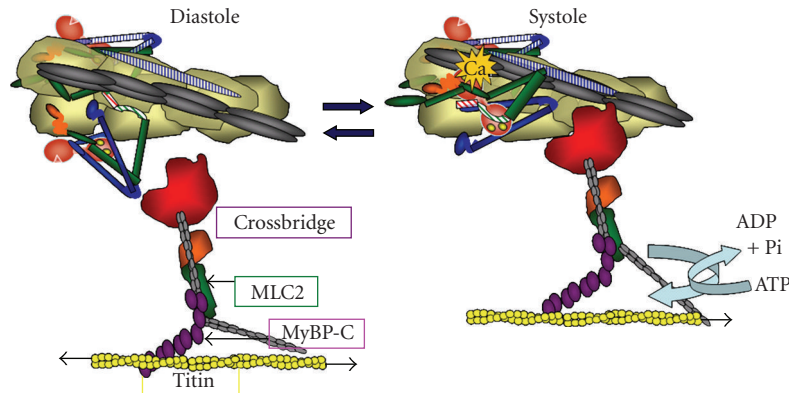 Diastole
Systole
Ca
Crossbridge
MLC2
MyBP-C
Titin
ADP
+ Pi
ATP